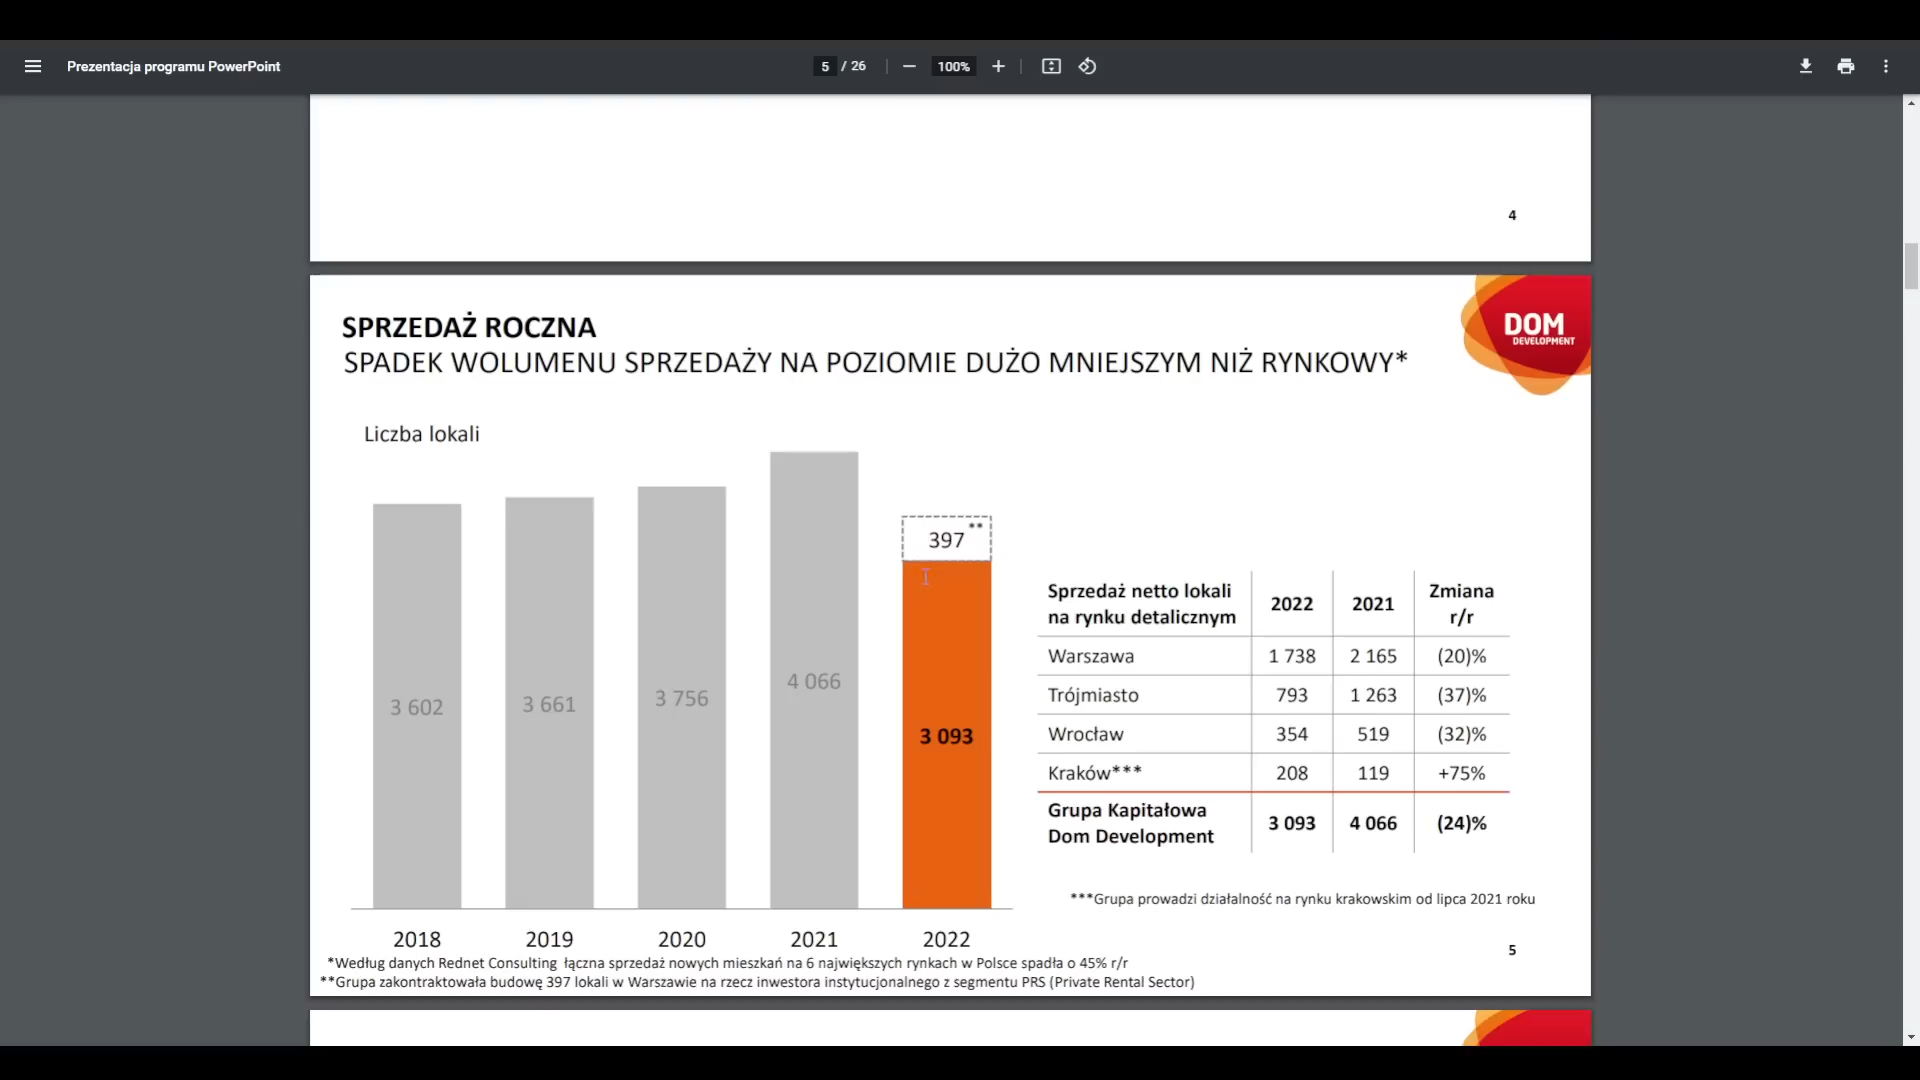 Prezentacja programu PowerPoint
5 / 26
100%
4
SPRZEDAŻ ROCZNA
SPADEK WOLUMENU SPRZEDAŻY NA POZIOMIE DUŻO MNIEJSZYM NIŻ RYNKOWY*
DOM
DEVELOPMENT
Liczba lokali
3 602
3 661
3 756
4 066
397**
3 093
2018 2019 2020 2021 2022
Sprzedaż netto lokali na rynku detalicznym 2022 2021 Zmiana r/r
Warszawa 1 738 2 165 (20)%
Trójmiasto 793 1 263 (37)%
Wrocław 354 519 (32)%
Kraków*** 208 119 +75%
Grupa Kapitałowa Dom Development 3 093 4 066 (24)%
***Grupa prowadzi działalność na rynku krakowskim od lipca 2021 roku
5
*Według danych Rednet Consulting łączna sprzedaż nowych mieszkań na 6 największych rynkach w Polsce spadła o 45% r/r
**Grupa zakontraktowała budowę 397 lokali w Warszawie na rzecz inwestora instytucjonalnego z segmentu PRS (Private Rental Sector)